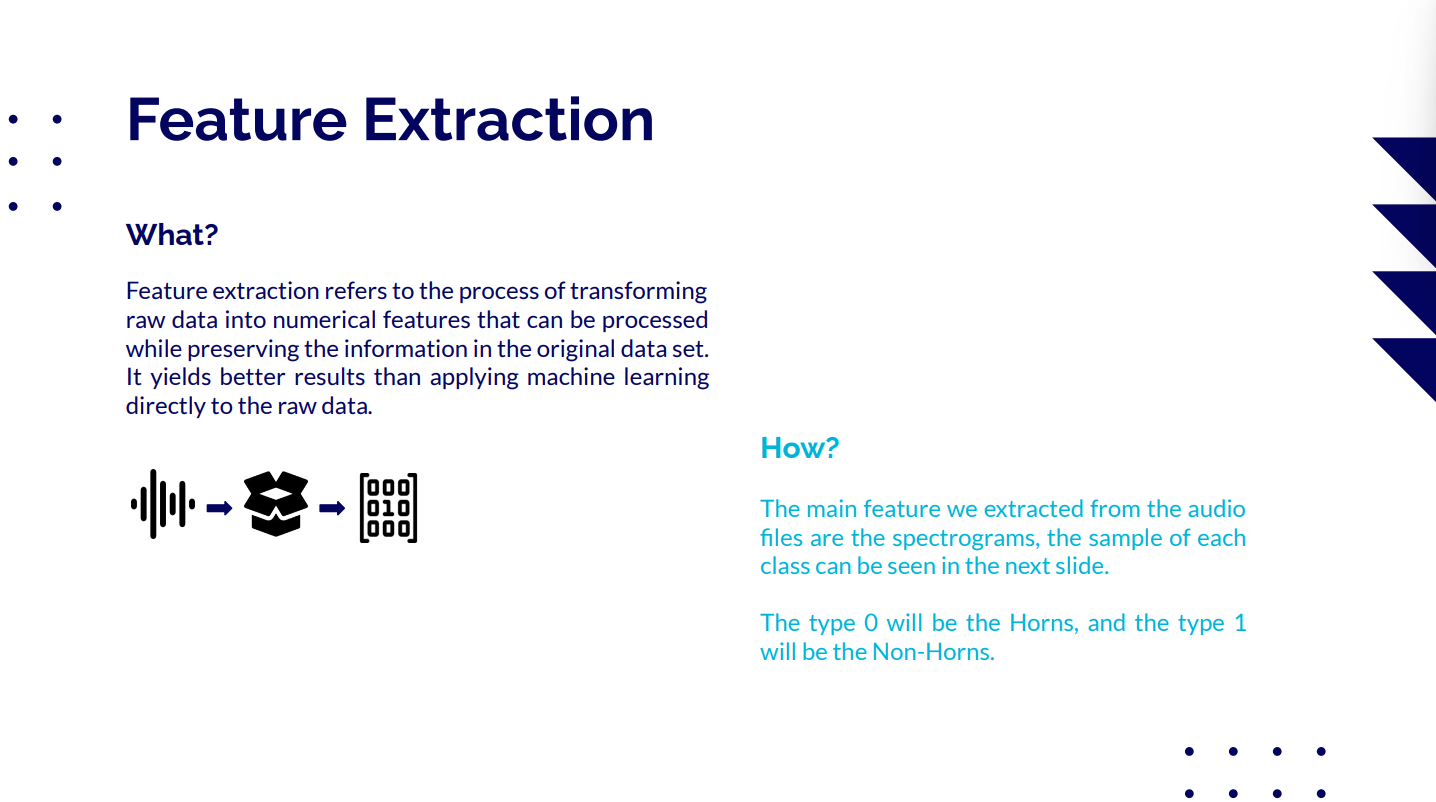 Feature Extraction
What?
Feature extraction refers to the process of transforming
raw data into numerical features that can be processed
while preserving the information in the original data set.
It yields better results than applying machine learning
directly to the raw data.
000
010
000
How?
The main feature we extracted from the audio
files are the spectrograms, the sample of each
class can be seen in the next slide.
The type 0 will be the Horns, and the type 1
will be the Non-Horns.